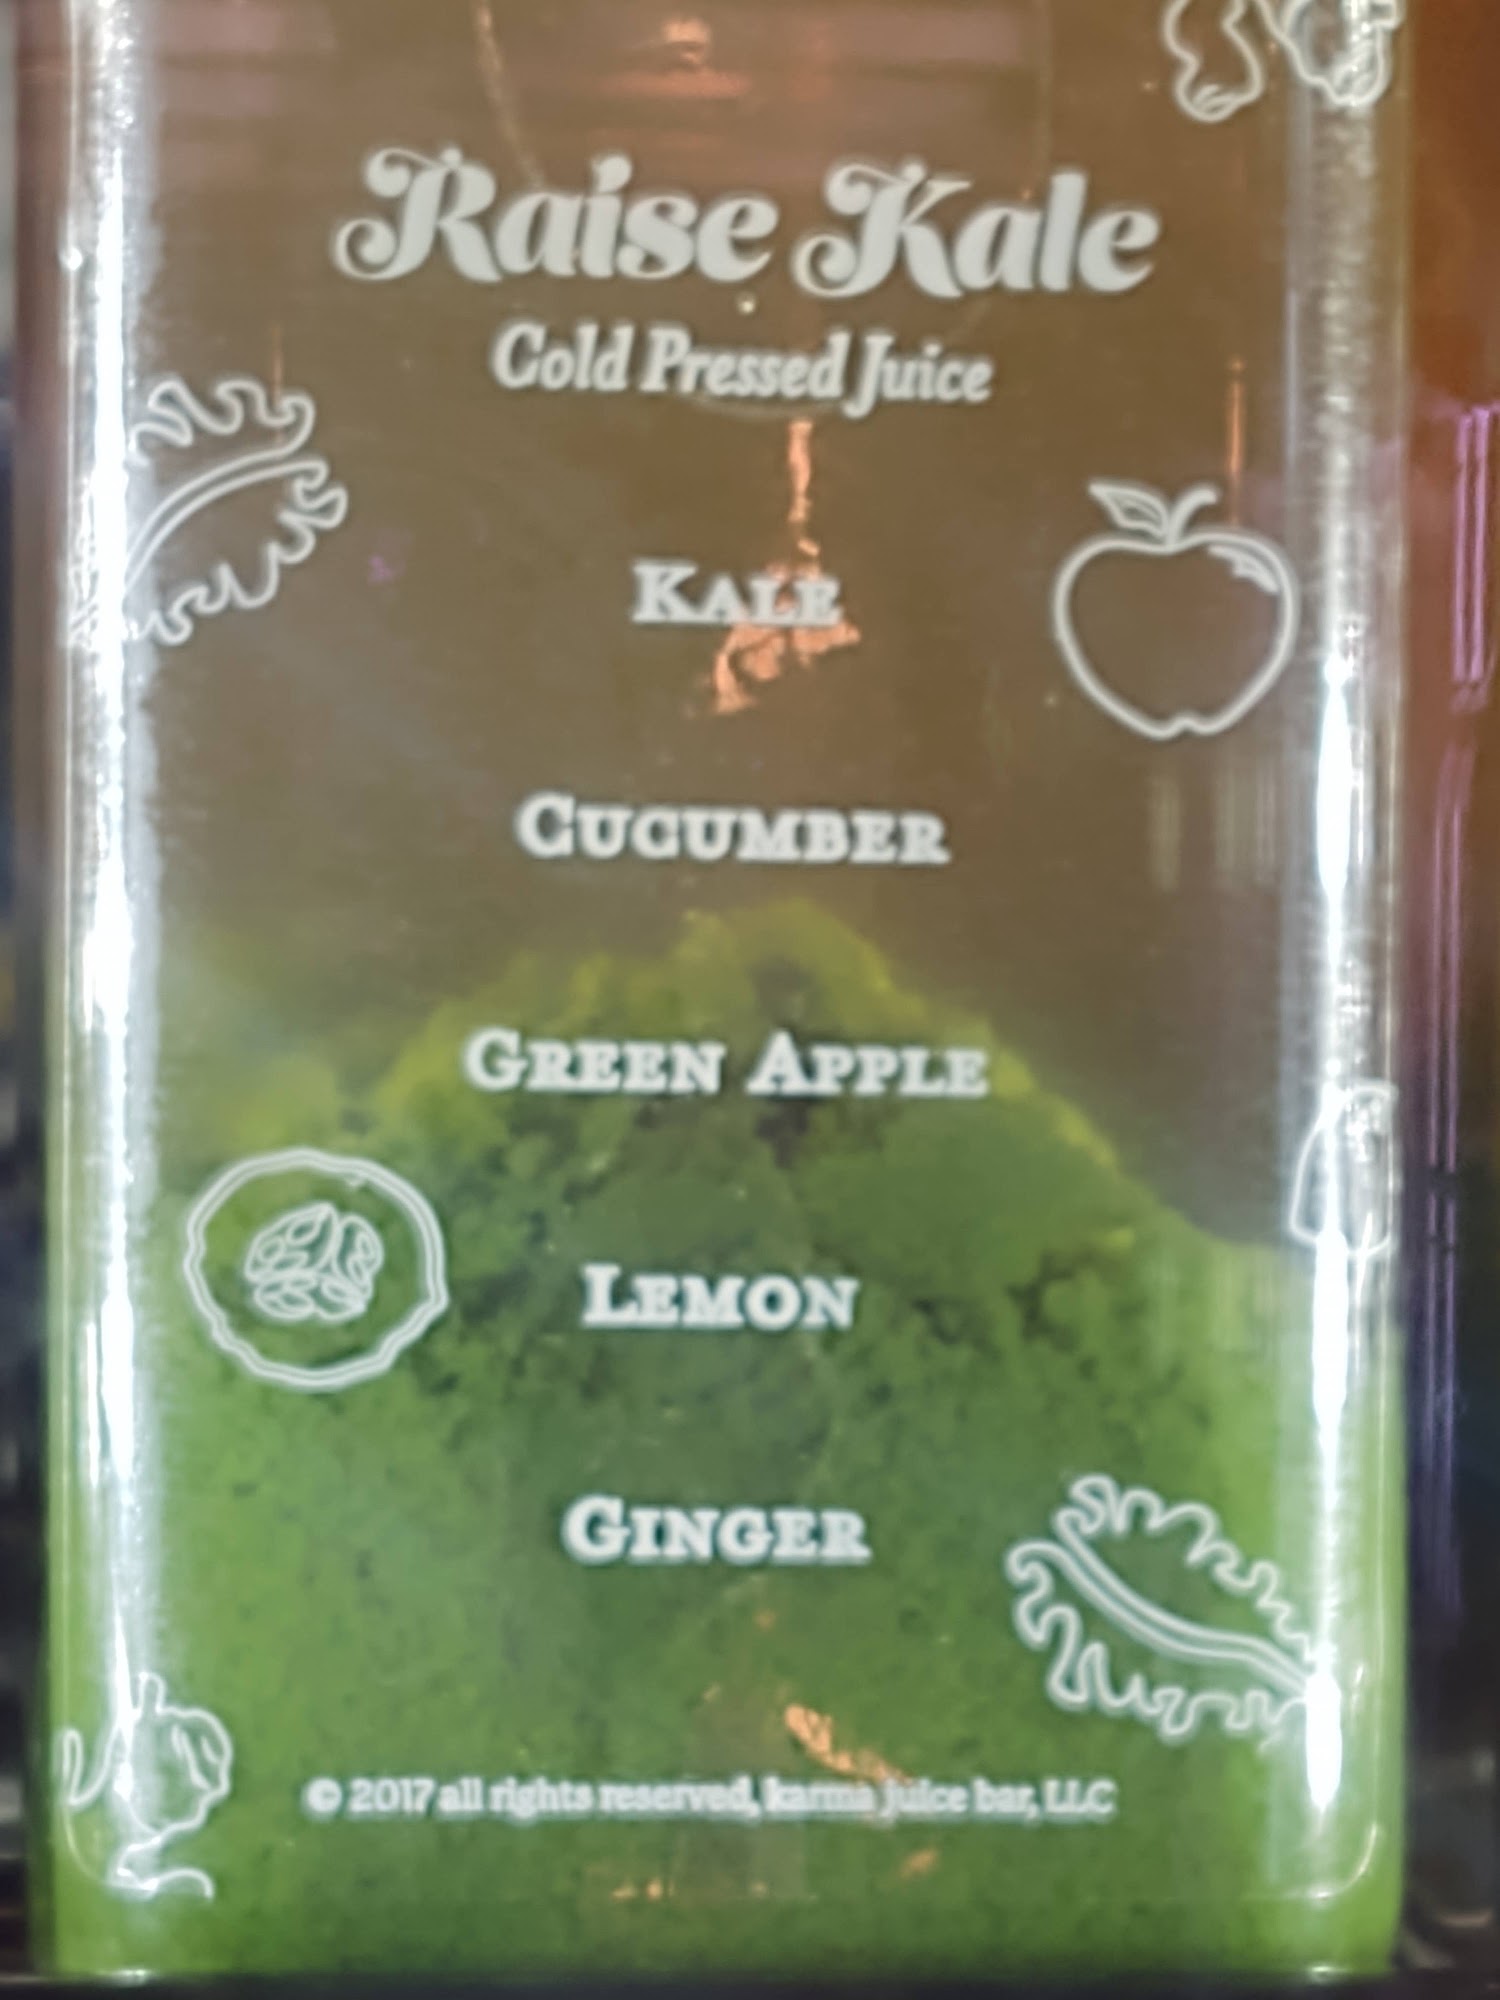 Raise Kale
Cold Pressed Juice
KALE
CUCUMBER
GREEN APPLE
LEMON
GINGER
© 2017 all rights reserved, karma juice bar, LLC